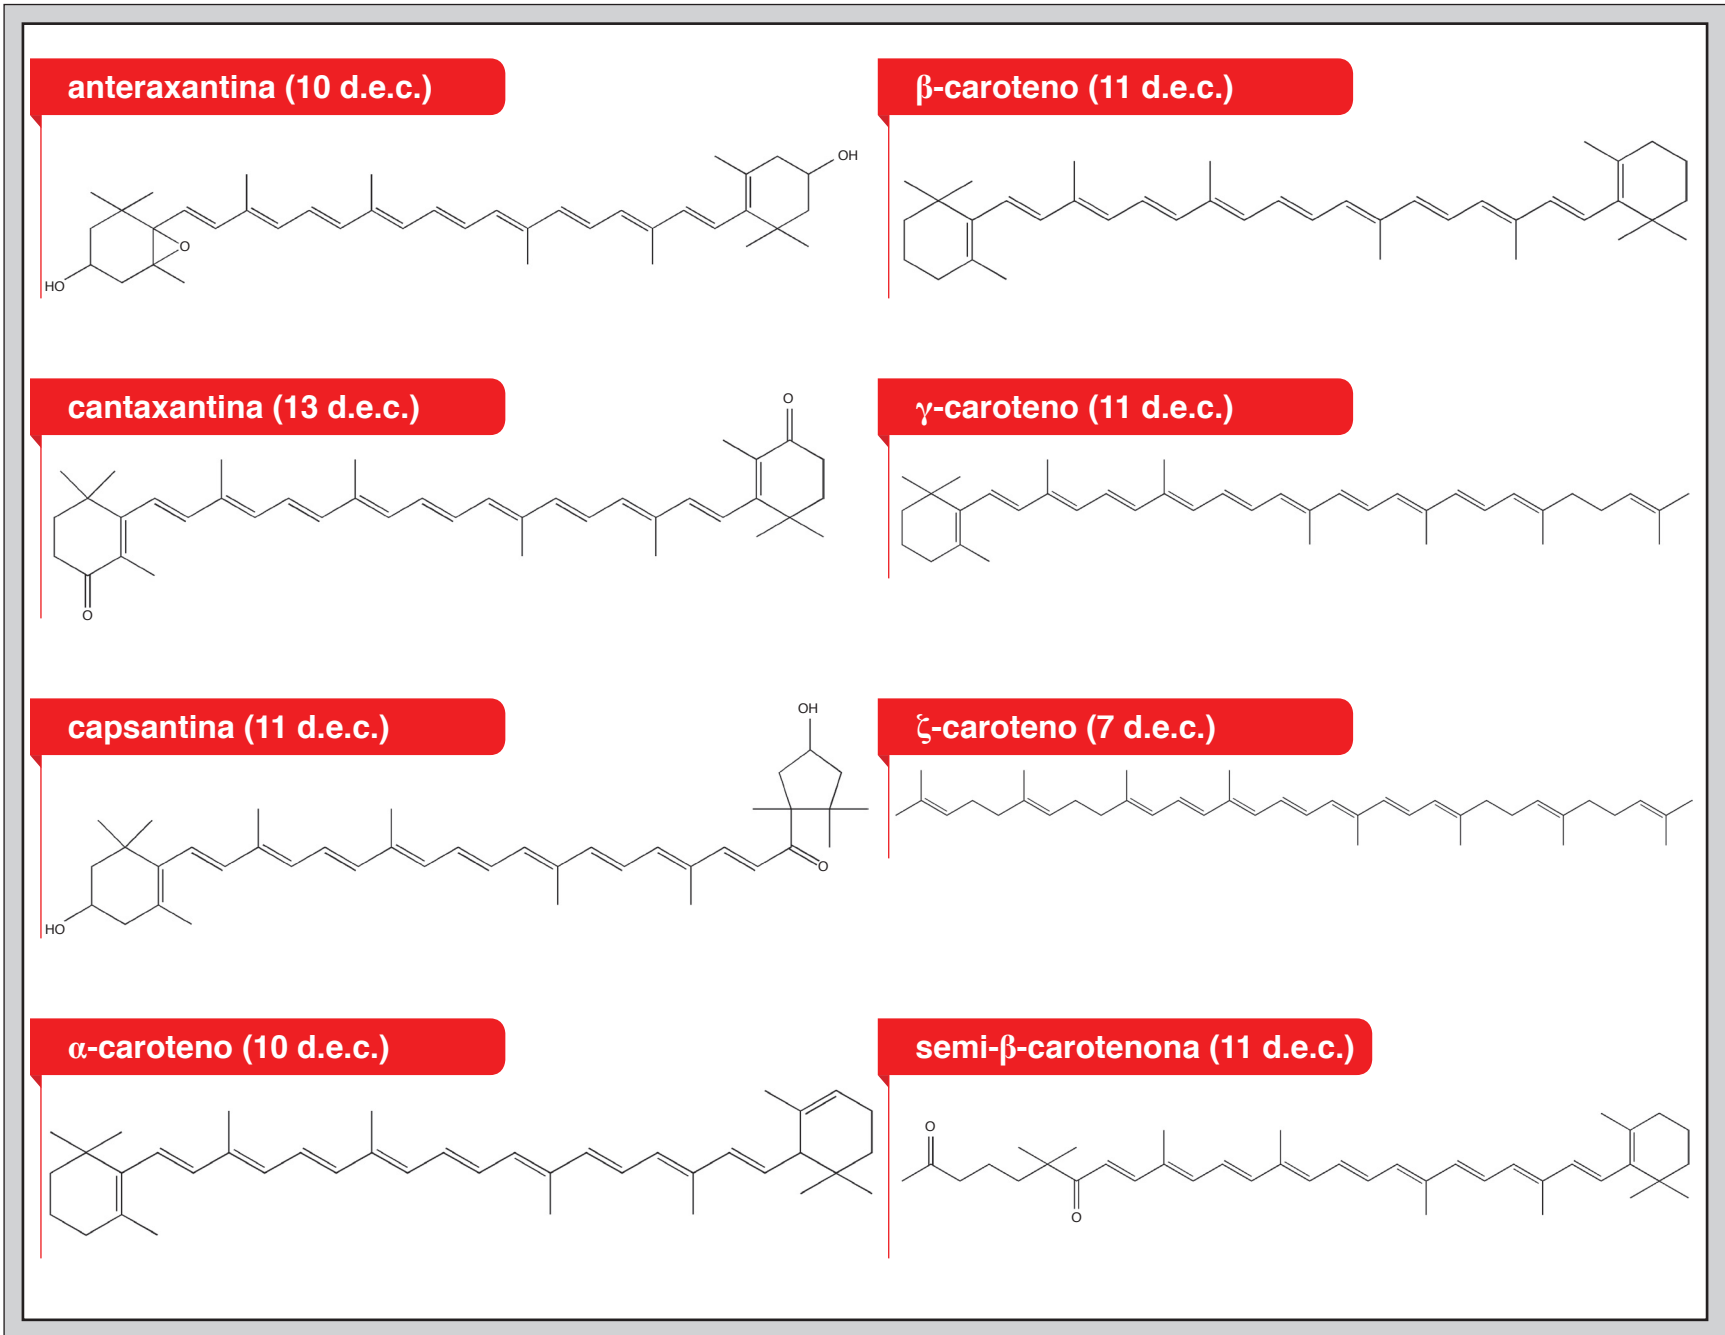 anteraxantina (10 d.e.c.)
OH
O
HO
β-caroteno (11 d.e.c.)
cantaxantina (13 d.e.c.)
O
O
γ-caroteno (11 d.e.c.)
capsantina (11 d.e.c.)
OH
O
HO
ζ-caroteno (7 d.e.c.)
α-caroteno (10 d.e.c.)
semi-β-carotenona (11 d.e.c.)
O
O